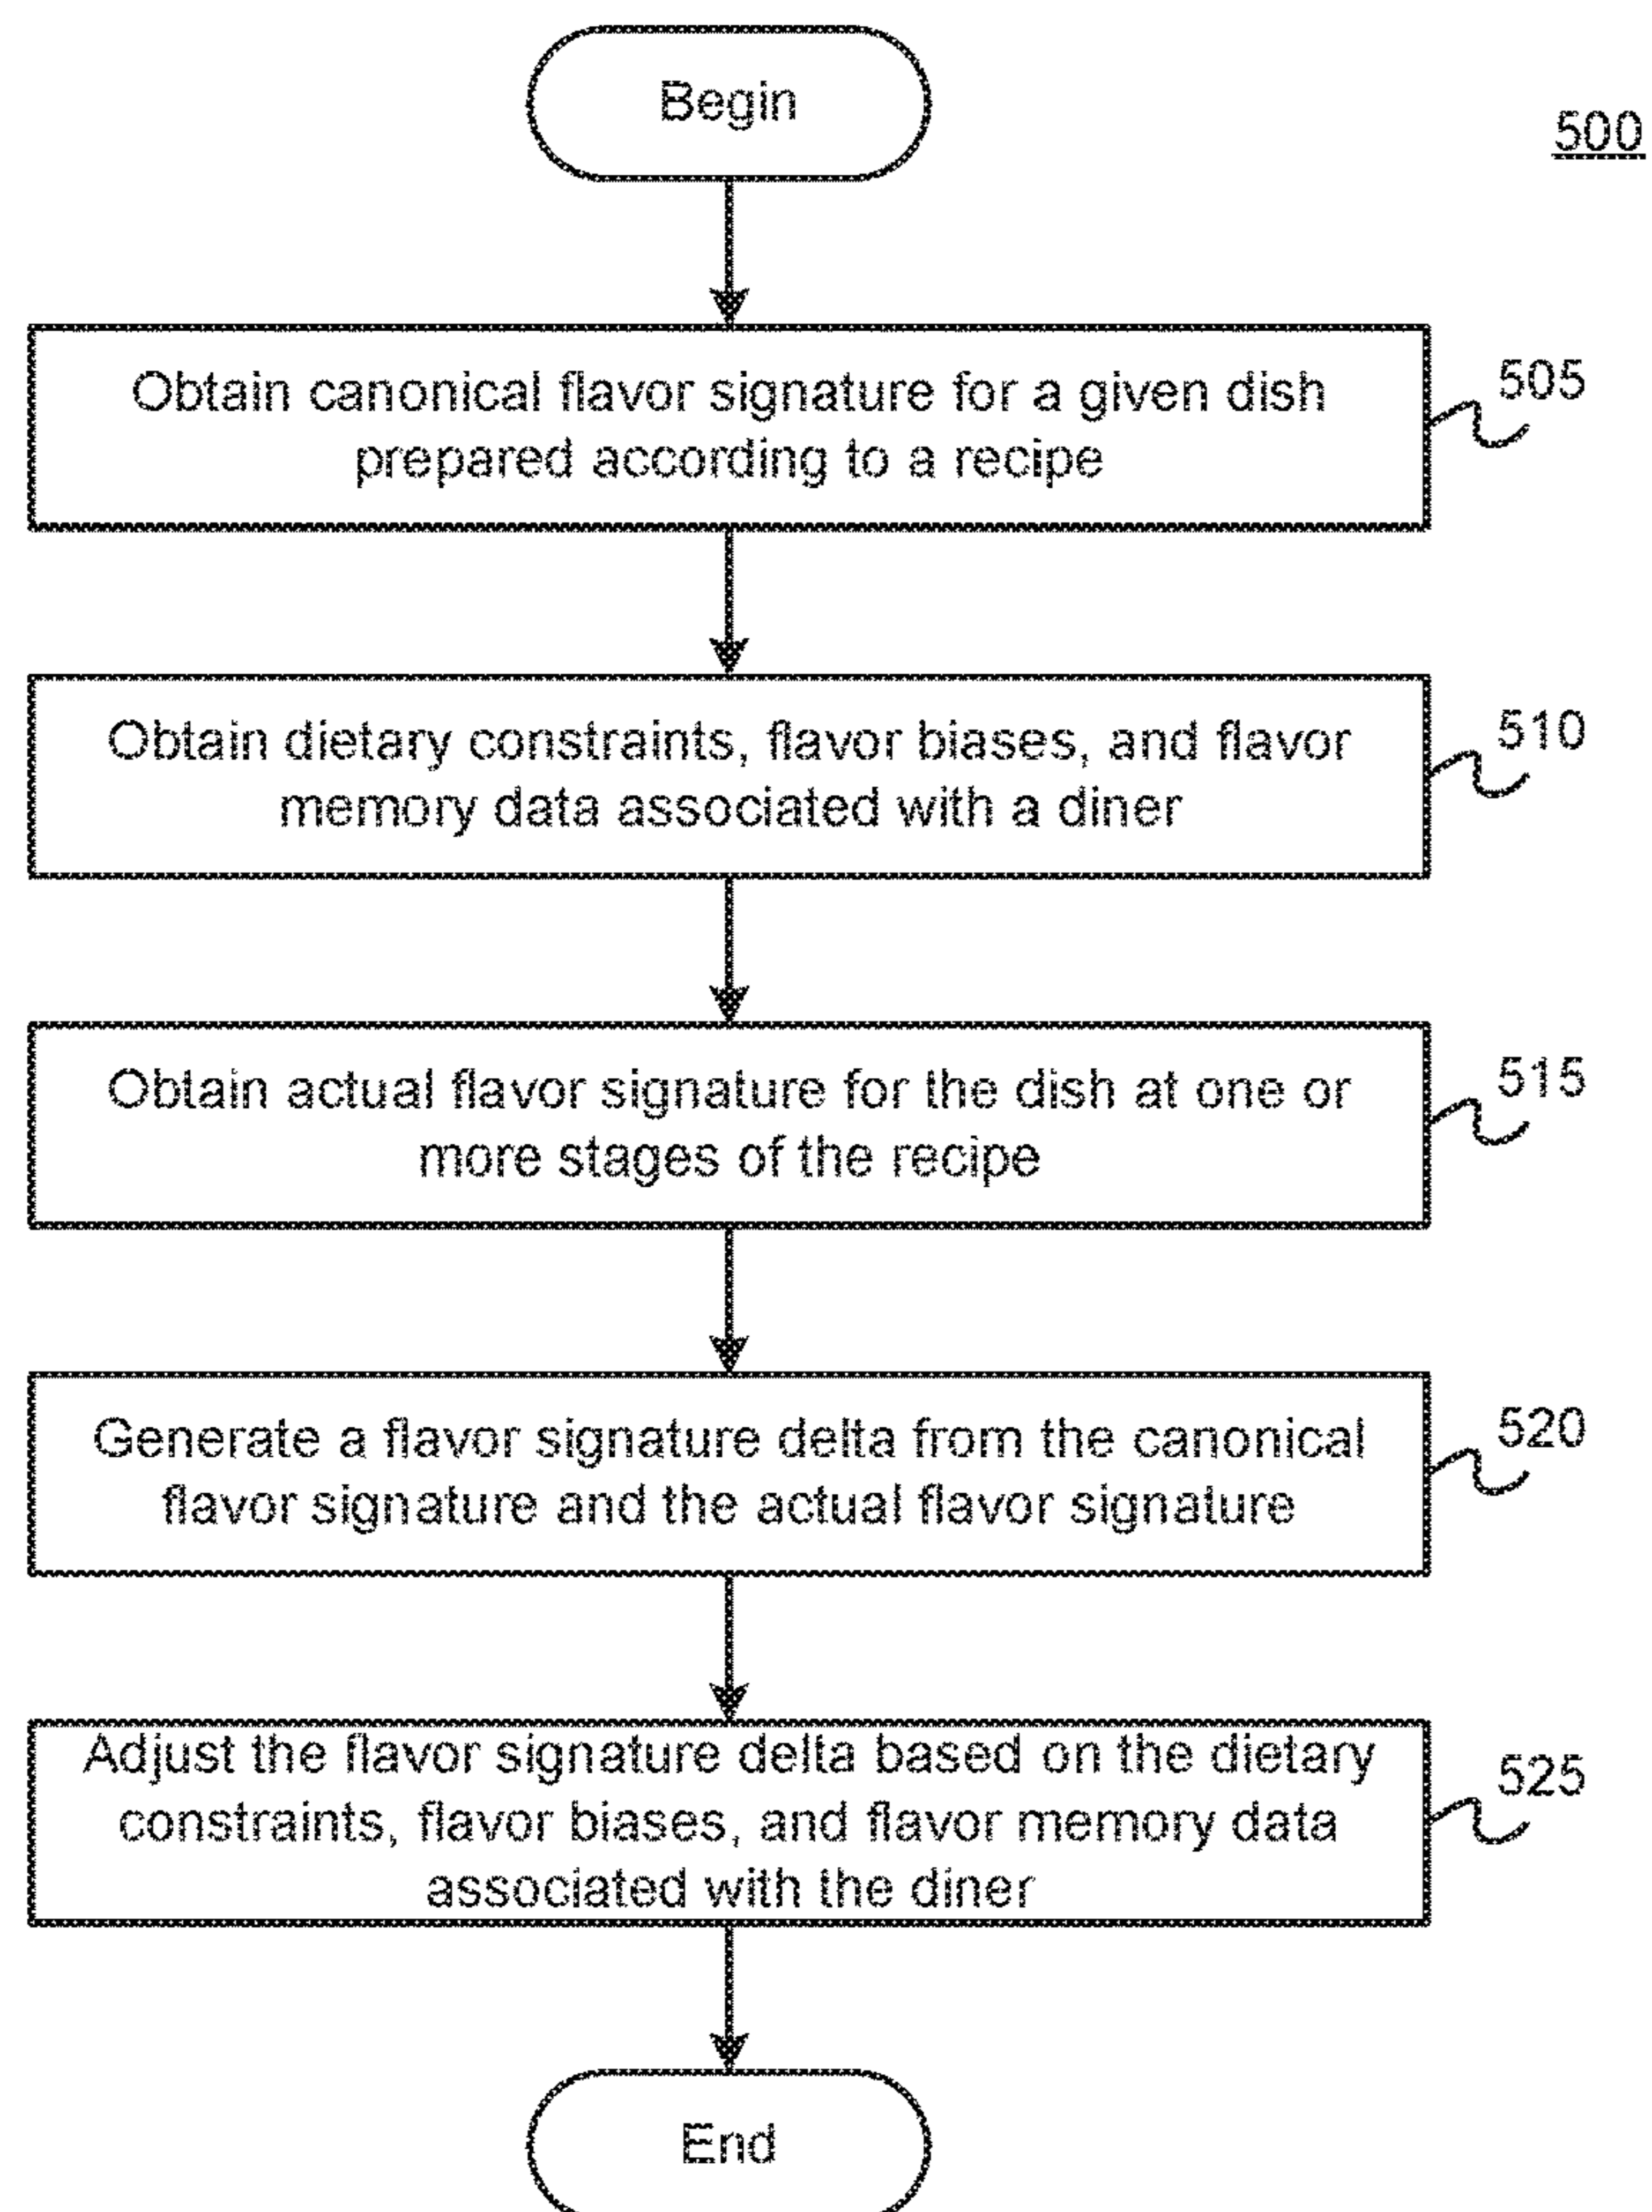 Begin
500
Obtain canonical flavor signature for a given dish
prepared according to a recipe
505
Obtain dietary constraints, flavor biases, and flavor
memory data associated with a diner
510
Obtain actual flavor signature for the dish at one or
more stages of the recipe
515
Generate a flavor signature delta from the canonical
flavor signature and the actual flavor signature
520
Adjust the flavor signature delta based on the dietary
constraints, flavor biases, and flavor memory data
associated with the diner
525
End